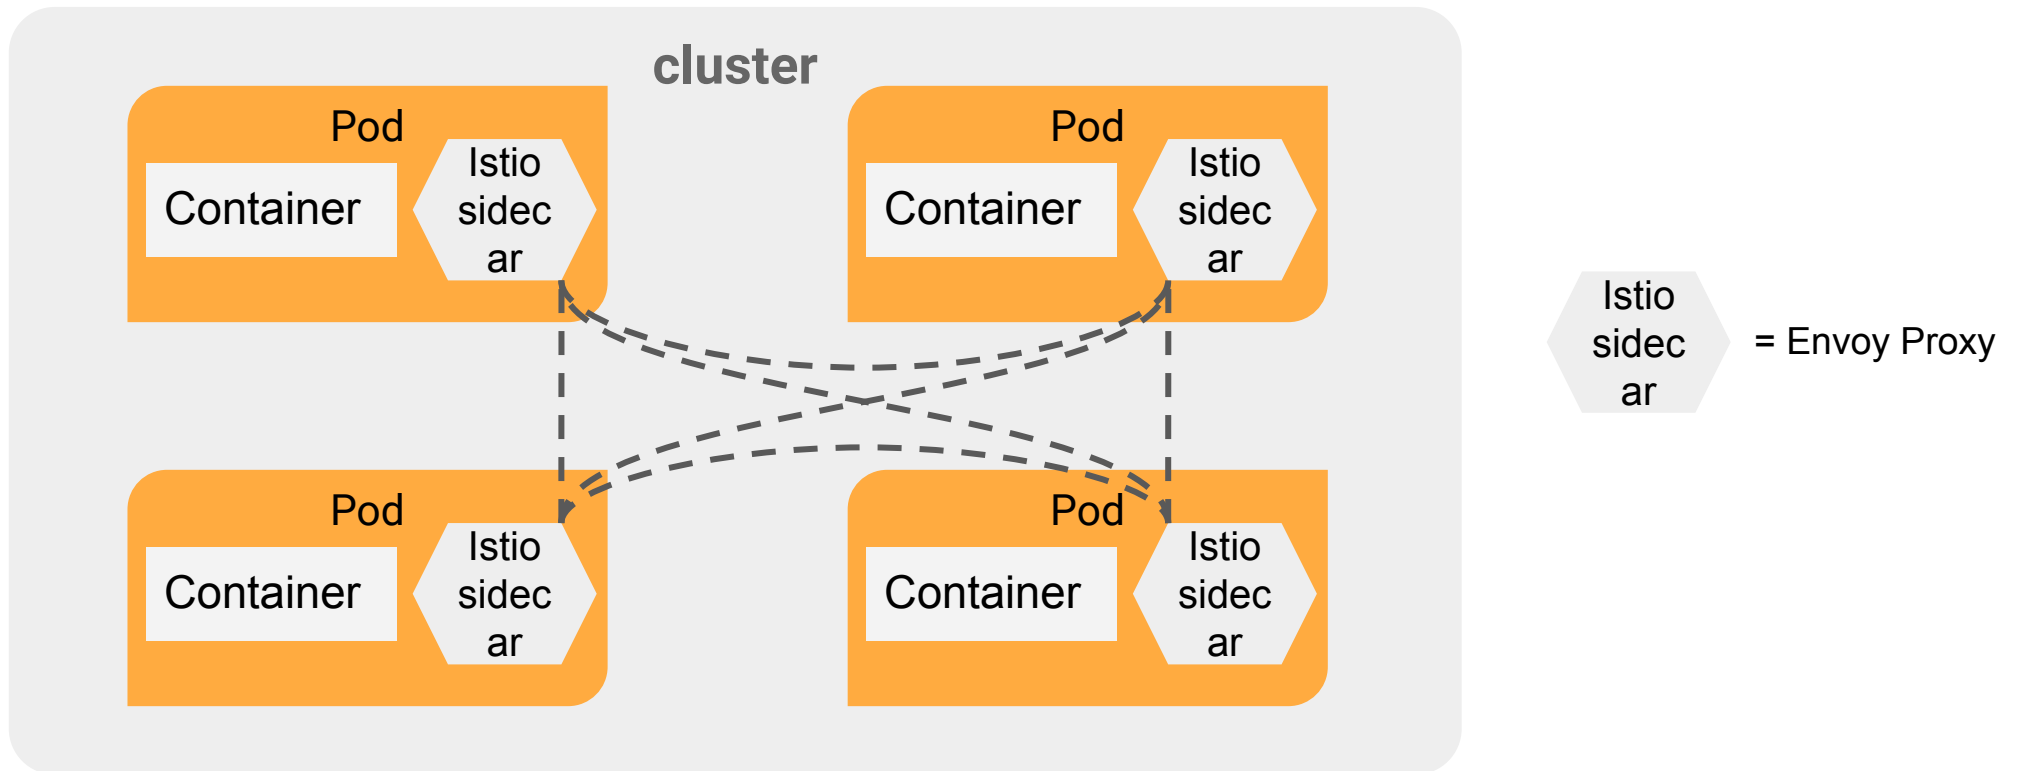 cluster
Pod
Container
Istio
sidec
ar
Pod
Container
Istio
sidec
ar
Pod
Container
Istio
sidec
ar
Pod
Container
Istio
sidec
ar
Istio
sidec
ar
= Envoy Proxy